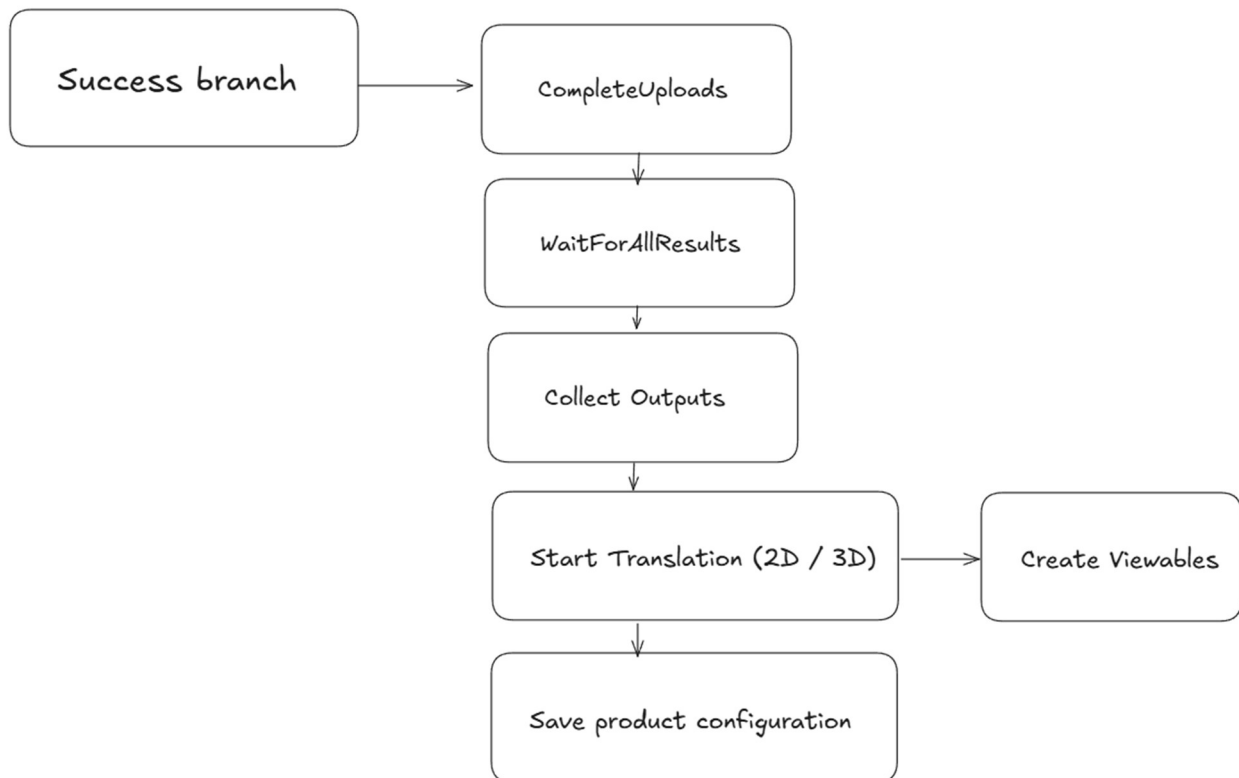 Success branch
CompleteUploads
WaitForAllResults
Collect Outputs
Start Translation (2D / 3D)
Create Viewables
Save product configuration